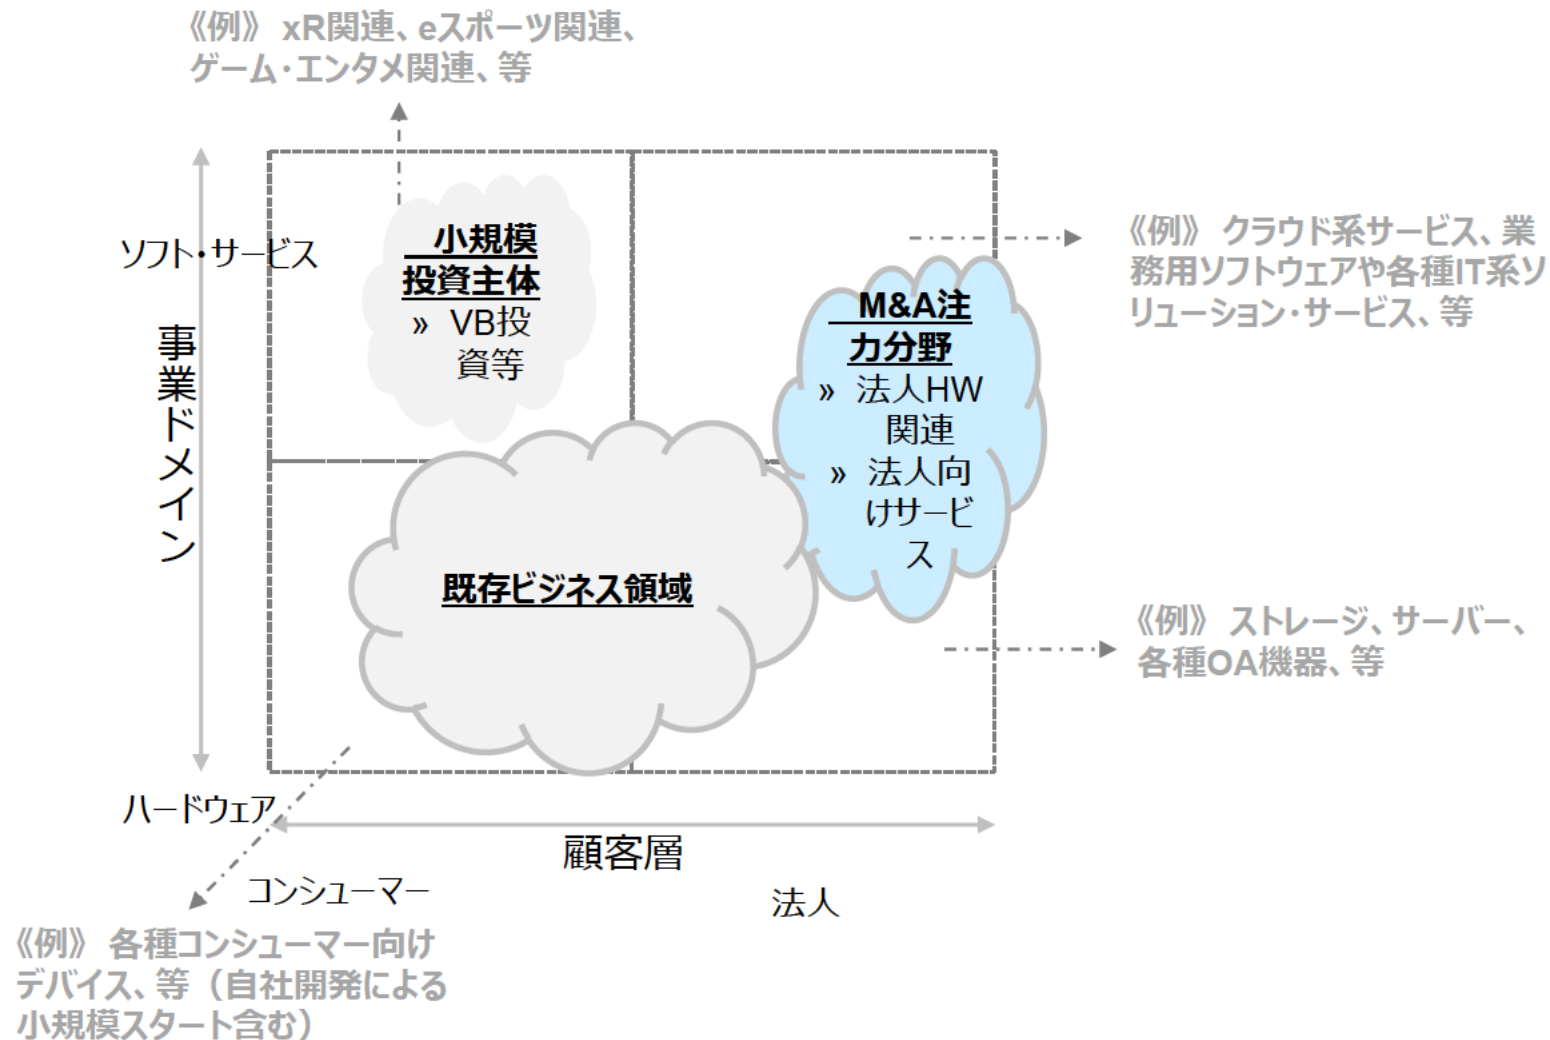 《例》 xR関連、eスポーツ関連、
ゲーム・エンタメ関連、等
ソフト・サービス
事業ドメイン
ハードウェア
小規模
投資主体
» VB投
資等
M&A注
力分野
» 法人HW
関連
» 法人向
けサービ
ス
既存ビジネス領域
《例》 クラウド系サービス、業
務用ソフトウェアや各種IT系ソ
リューション・サービス、等
《例》 ストレージ、サーバー、
各種OA機器、等
顧客層
コンシューマー
法人
《例》 各種コンシューマー向け
デバイス、等（自社開発による
小規模スタート含む）